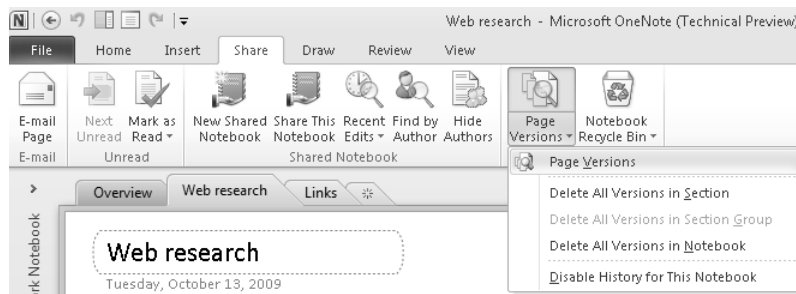 Web research - Microsoft OneNote (Technical Preview)
File Home Insert Share Draw Review View
E-mail Page
Next Unread
Mark as Read
New Shared Notebook
Share This Notebook
Recent Edits
Find by Author
Hide Authors
Page Versions
Notebook Recycle Bin
E-mail Unread Shared Notebook
Page Versions
Delete All Versions in Section
Delete All Versions in Section Group
Delete All Versions in Notebook
Disable History for This Notebook
Overview Web research Links
Web research
Tuesday, October 13, 2009
Notebook